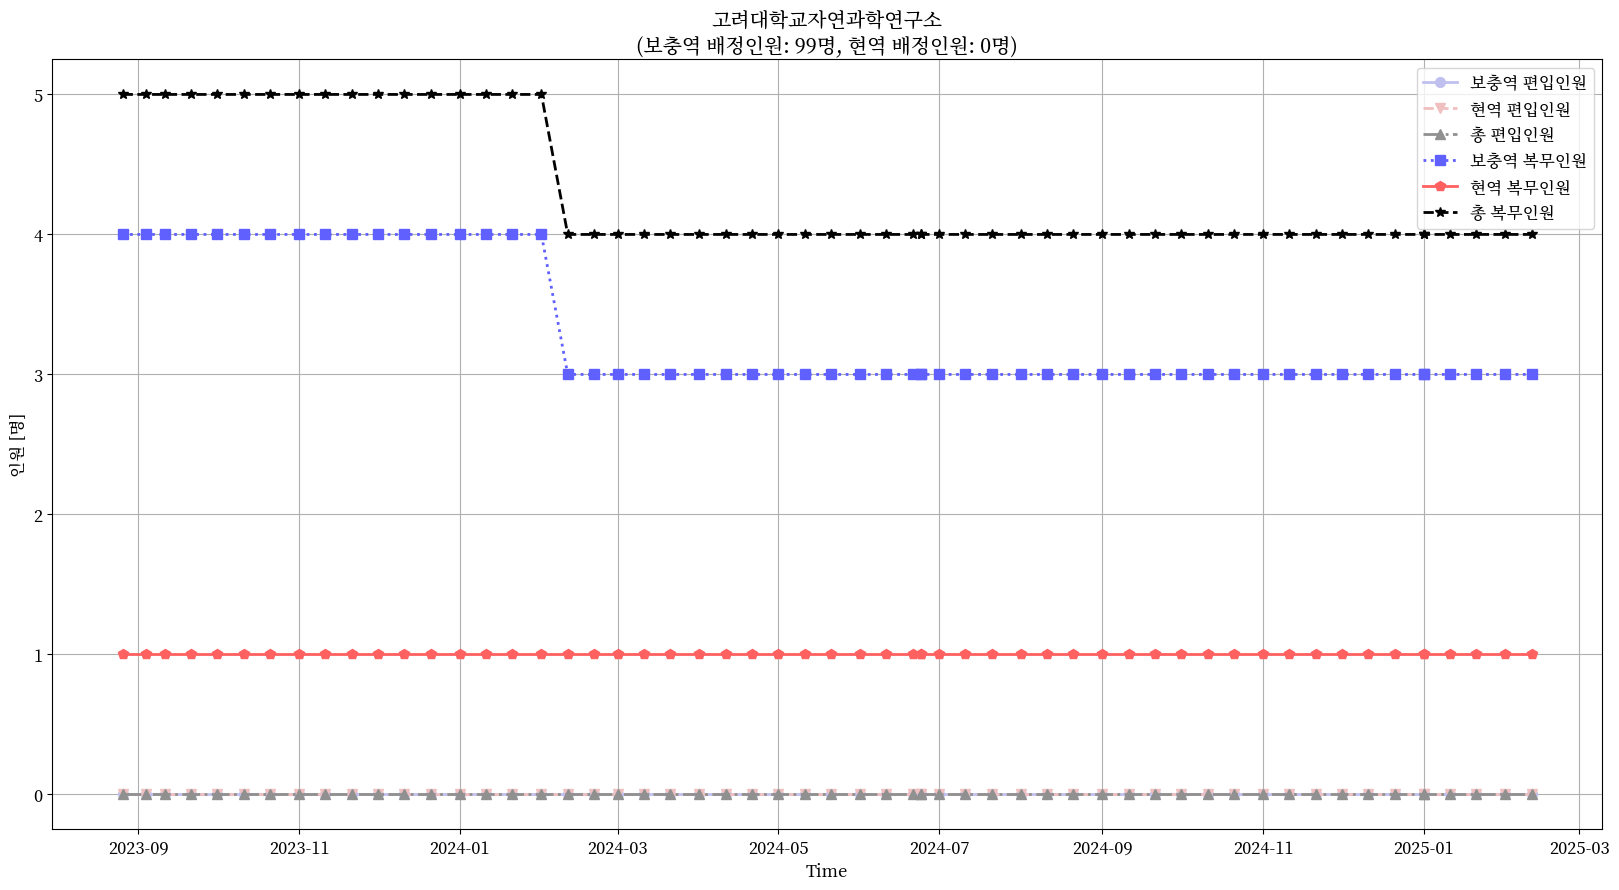 고려대학교자연과학연구소
(보충역 배정인원: 99명, 현역 배정인원: 0명)
보충역 편입인원
현역 편입인원
총 편입인원
보충역 복무인원
현역 복무인원
총 복무인원
인원 [명]
5
4
3
2
1
0
2023-09
2023-11
2024-01
2024-03
2024-05
2024-07
2024-09
2024-11
2025-01
2025-03
Time